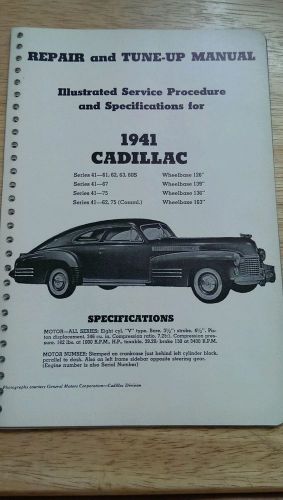 REPAIR and TUNE-UP MANUAL
Illustrated Service Procedure
and Specifications for
1941
CADILLAC
Series 41—61, 62, 63, 60S Wheelbase 126"
Series 41—67 Wheelbase 139"
Series 41—75 Wheelbase 136"
Series 41—62, 75 (Comml.) Wheelbase 163"
SPECIFICATIONS
MOTOR—ALL SERIES: Eight cyl. "V" type. Bore, 3½" stroke, 4½". Pis-
ton displacement, 346 cu. in. Compression ratio, 7.25:1. Compression pres-
sure, 162 lbs. at 1000 R.P.M. H.P., taxable, 39.20; brake 150 at 3400 R.P.M.
MOTOR NUMBER: Stamped on crankcase just behind left cylinder block,
parallel to dash. Also on left frame sidebar opposite steering gear.
(Engine number is also Serial Number)
Photographs courtesy General Motors Corporation—Cadillac Division